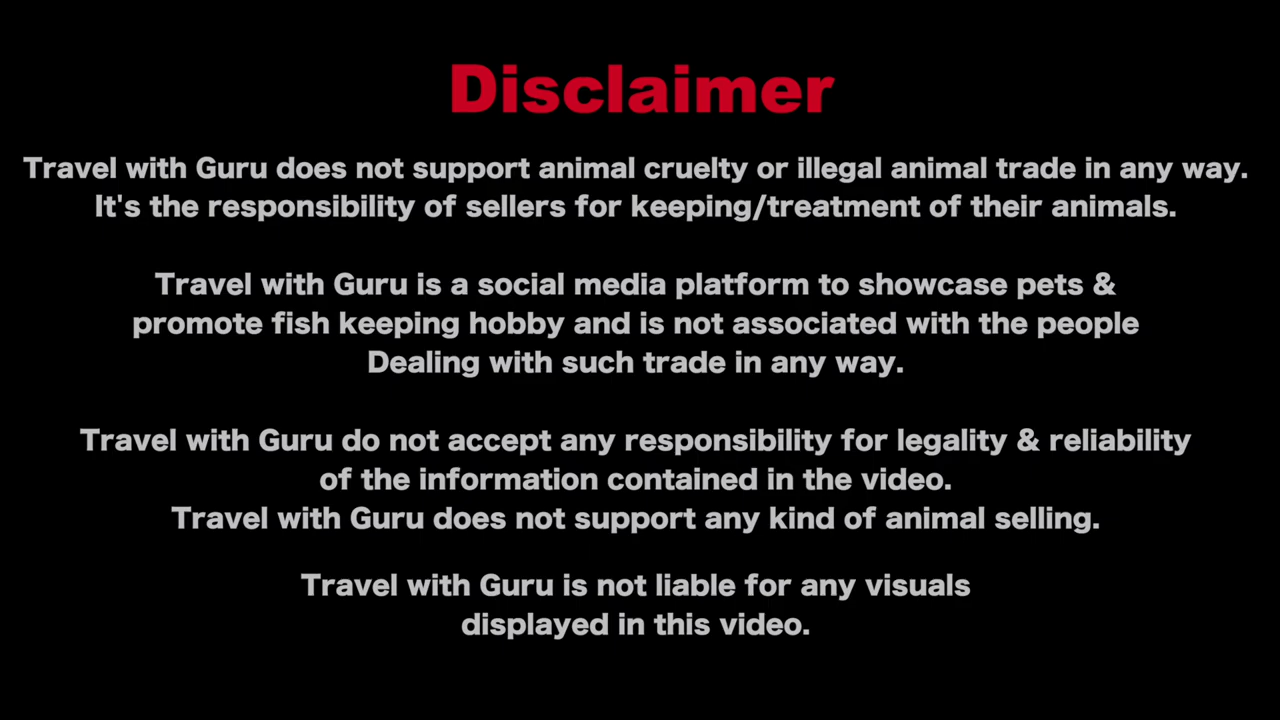 Disclaimer
Travel with Guru does not support animal cruelty or illegal animal trade in any way.
It's the responsibility of sellers for keeping/treatment of their animals.
Travel with Guru is a social media platform to showcase pets &
promote fish keeping hobby and is not associated with the people
Dealing with such trade in any way.
Travel with Guru do not accept any responsibility for legality & reliability
of the information contained in the video.
Travel with Guru does not support any kind of animal selling.
Travel with Guru is not liable for any visuals
displayed in this video.